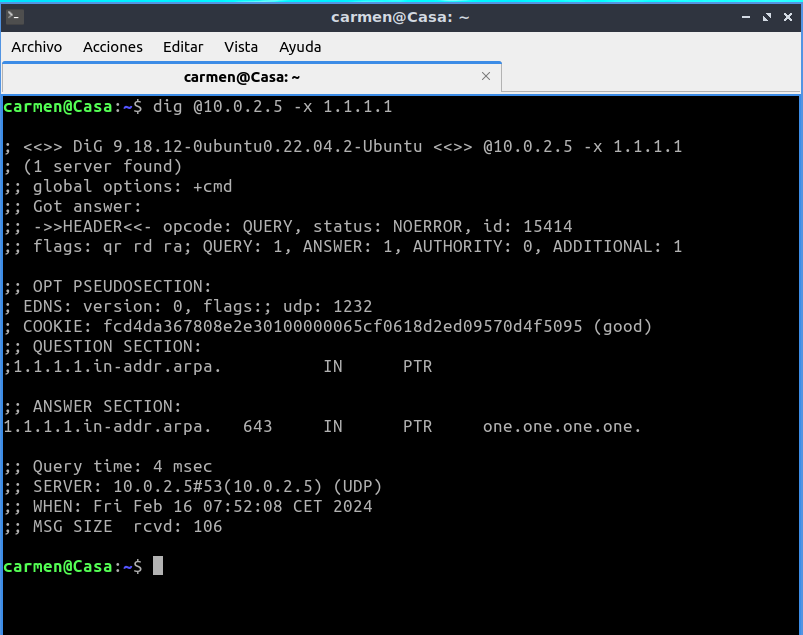 carmen@Casa: ~
Archivo Acciones Editar Vista Ayuda
carmen@Casa: ~
carmen@Casa:~$ dig @10.0.2.5 -x 1.1.1.1

; <<>> DiG 9.18.12-0ubuntu0.22.04.2-Ubuntu <<>> @10.0.2.5 -x 1.1.1.1
; (1 server found)
;; global options: +cmd
;; Got answer:
;; ->>HEADER<<- opcode: QUERY, status: NOERROR, id: 15414
;; flags: qr rd ra; QUERY: 1, ANSWER: 1, AUTHORITY: 0, ADDITIONAL: 1

;; OPT PSEUDOSECTION:
; EDNS: version: 0, flags:; udp: 1232
; COOKIE: fcd4da367808e2e30100000065cf0618d2ed09570d4f5095 (good)
;; QUESTION SECTION:
;1.1.1.1.in-addr.arpa. IN PTR

;; ANSWER SECTION:
1.1.1.1.in-addr.arpa. 643 IN PTR one.one.one.one.

;; Query time: 4 msec
;; SERVER: 10.0.2.5#53(10.0.2.5) (UDP)
;; WHEN: Fri Feb 16 07:52:08 CET 2024
;; MSG SIZE rcvd: 106

carmen@Casa:~$